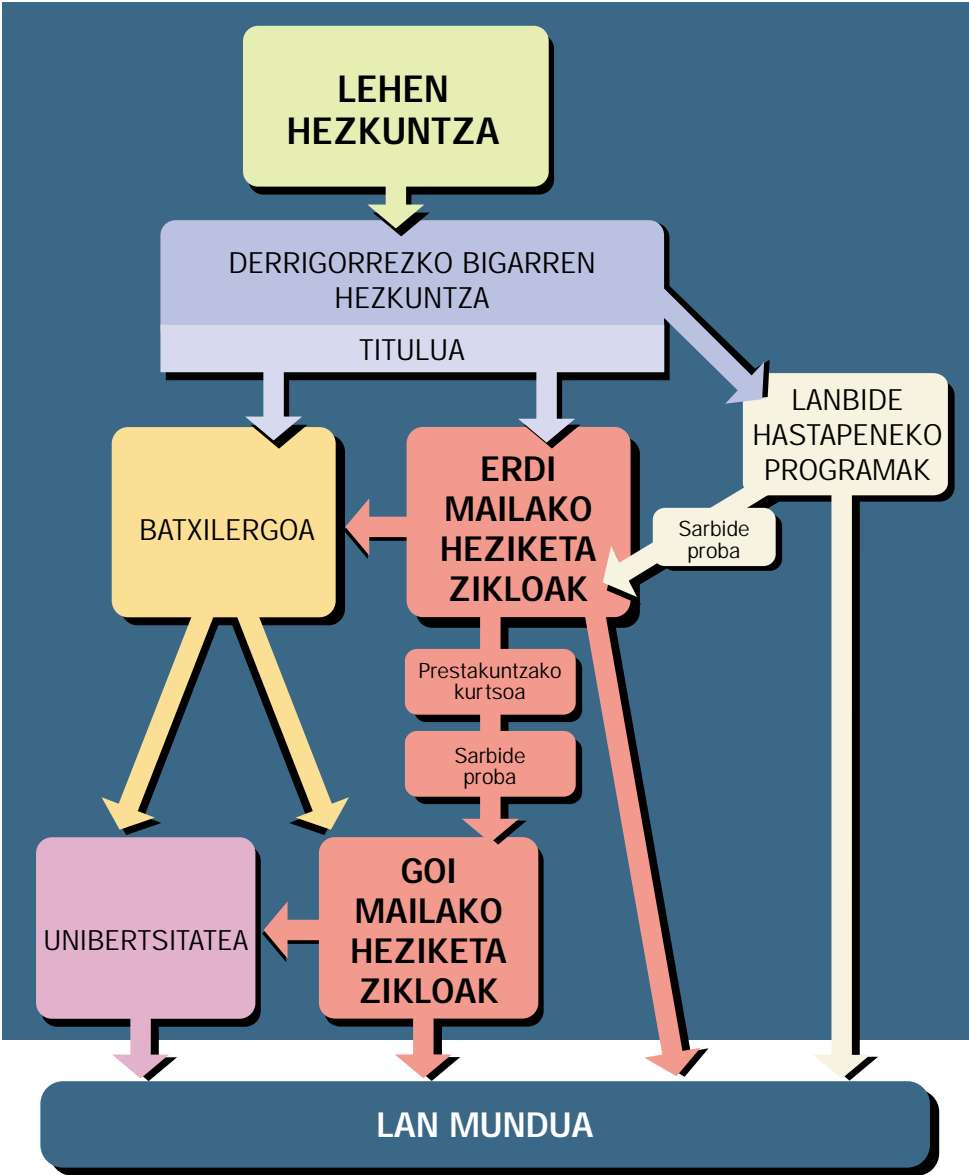 LEHEN
HEZKUNTZA
DERRIGORREZKO BIGARREN
HEZKUNTZA
TITULUA
LANBIDE
HASTAPENEKO
PROGRAMAK
BATXILERGOA
ERDI
MAILAKO
HEZIKETA
ZIKLOAK
Sarbide
proba
Prestakuntzako
kurtsoa
Sarbide
proba
UNIBERTSITATEA
GOI
MAILAKO
HEZIKETA
ZIKLOAK
LAN MUNDUA